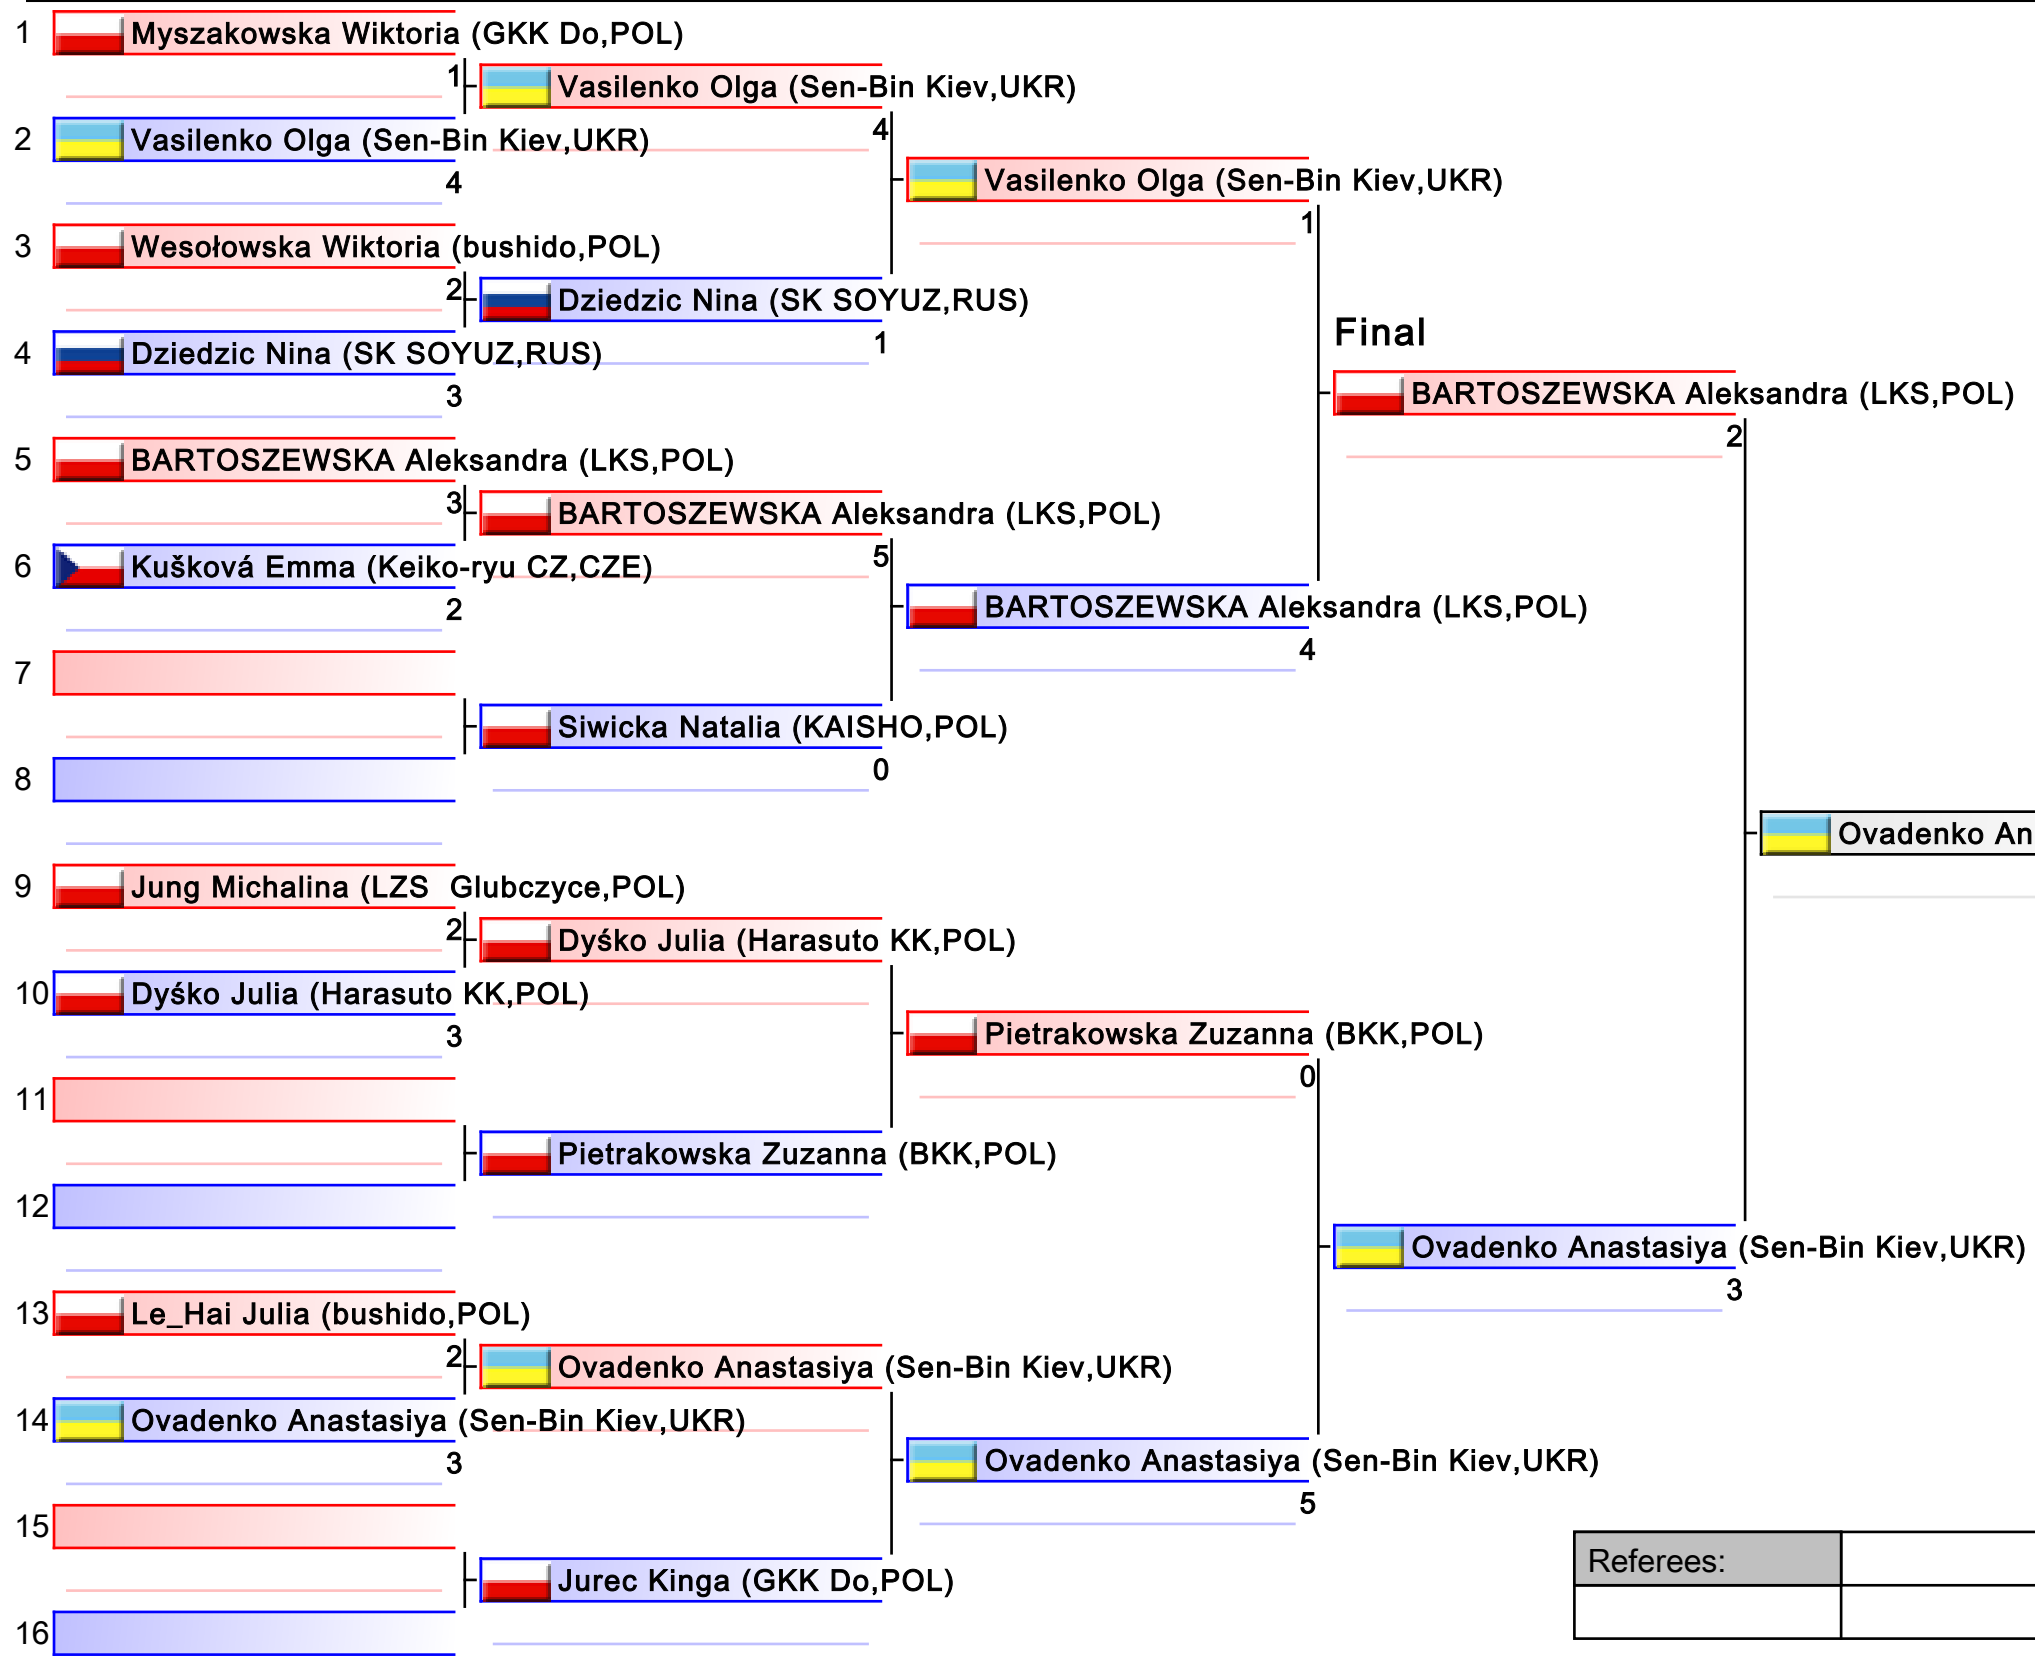 1 Myszakowska Wiktoria (GKK Do,POL)
1 Vasilenko Olga (Sen-Bin Kiev,UKR)
4
2 Vasilenko Olga (Sen-Bin Kiev,UKR)
4
Vasilenko Olga (Sen-Bin Kiev,UKR)
1
3 Wesołowska Wiktoria (bushido,POL)
2 Dziedzic Nina (SK SOYUZ,RUS)
1
4 Dziedzic Nina (SK SOYUZ,RUS)
3
Final
BARTOSZEWSKA Aleksandra (LKS,POL)
2
5 BARTOSZEWSKA Aleksandra (LKS,POL)
3 BARTOSZEWSKA Aleksandra (LKS,POL)
5
6 Kušková Emma (Keiko-ryu CZ,CZE)
2
BARTOSZEWSKA Aleksandra (LKS,POL)
4
7
Siwicka Natalia (KAISHO,POL)
0
8
Ovadenko An
9 Jung Michalina (LZS  Glubczyce,POL)
2 Dyśko Julia (Harasuto KK,POL)
10 Dyśko Julia (Harasuto KK,POL)
3
Pietrakowska Zuzanna (BKK,POL)
0
11
Pietrakowska Zuzanna (BKK,POL)
12
Ovadenko Anastasiya (Sen-Bin Kiev,UKR)
3
13 Le_Hai Julia (bushido,POL)
2 Ovadenko Anastasiya (Sen-Bin Kiev,UKR)
14 Ovadenko Anastasiya (Sen-Bin Kiev,UKR)
3
Ovadenko Anastasiya (Sen-Bin Kiev,UKR)
5
15
Jurec Kinga (GKK Do,POL)
16
Referees: